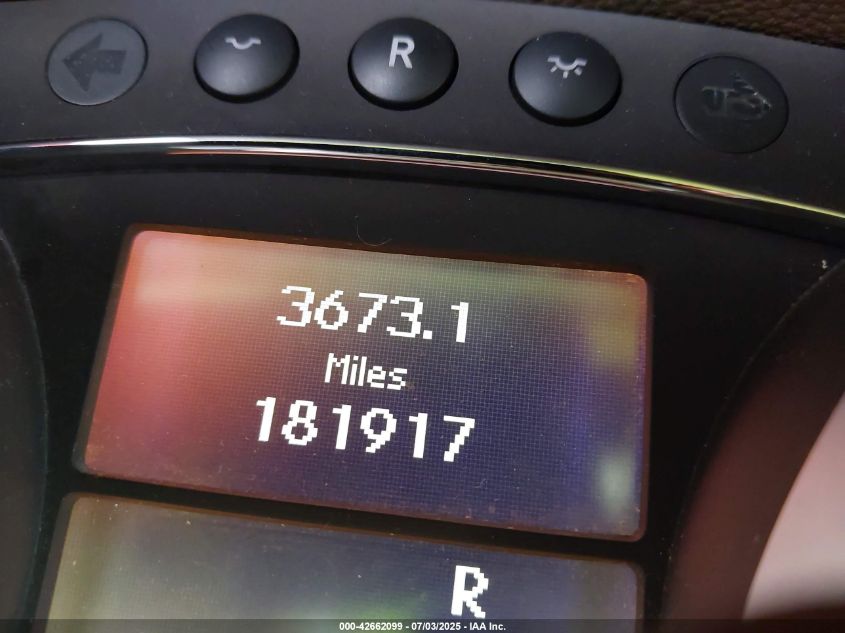 R
3673.1
Miles
181917
R
000-42662099 - 07/03/2025 - IAA Inc.